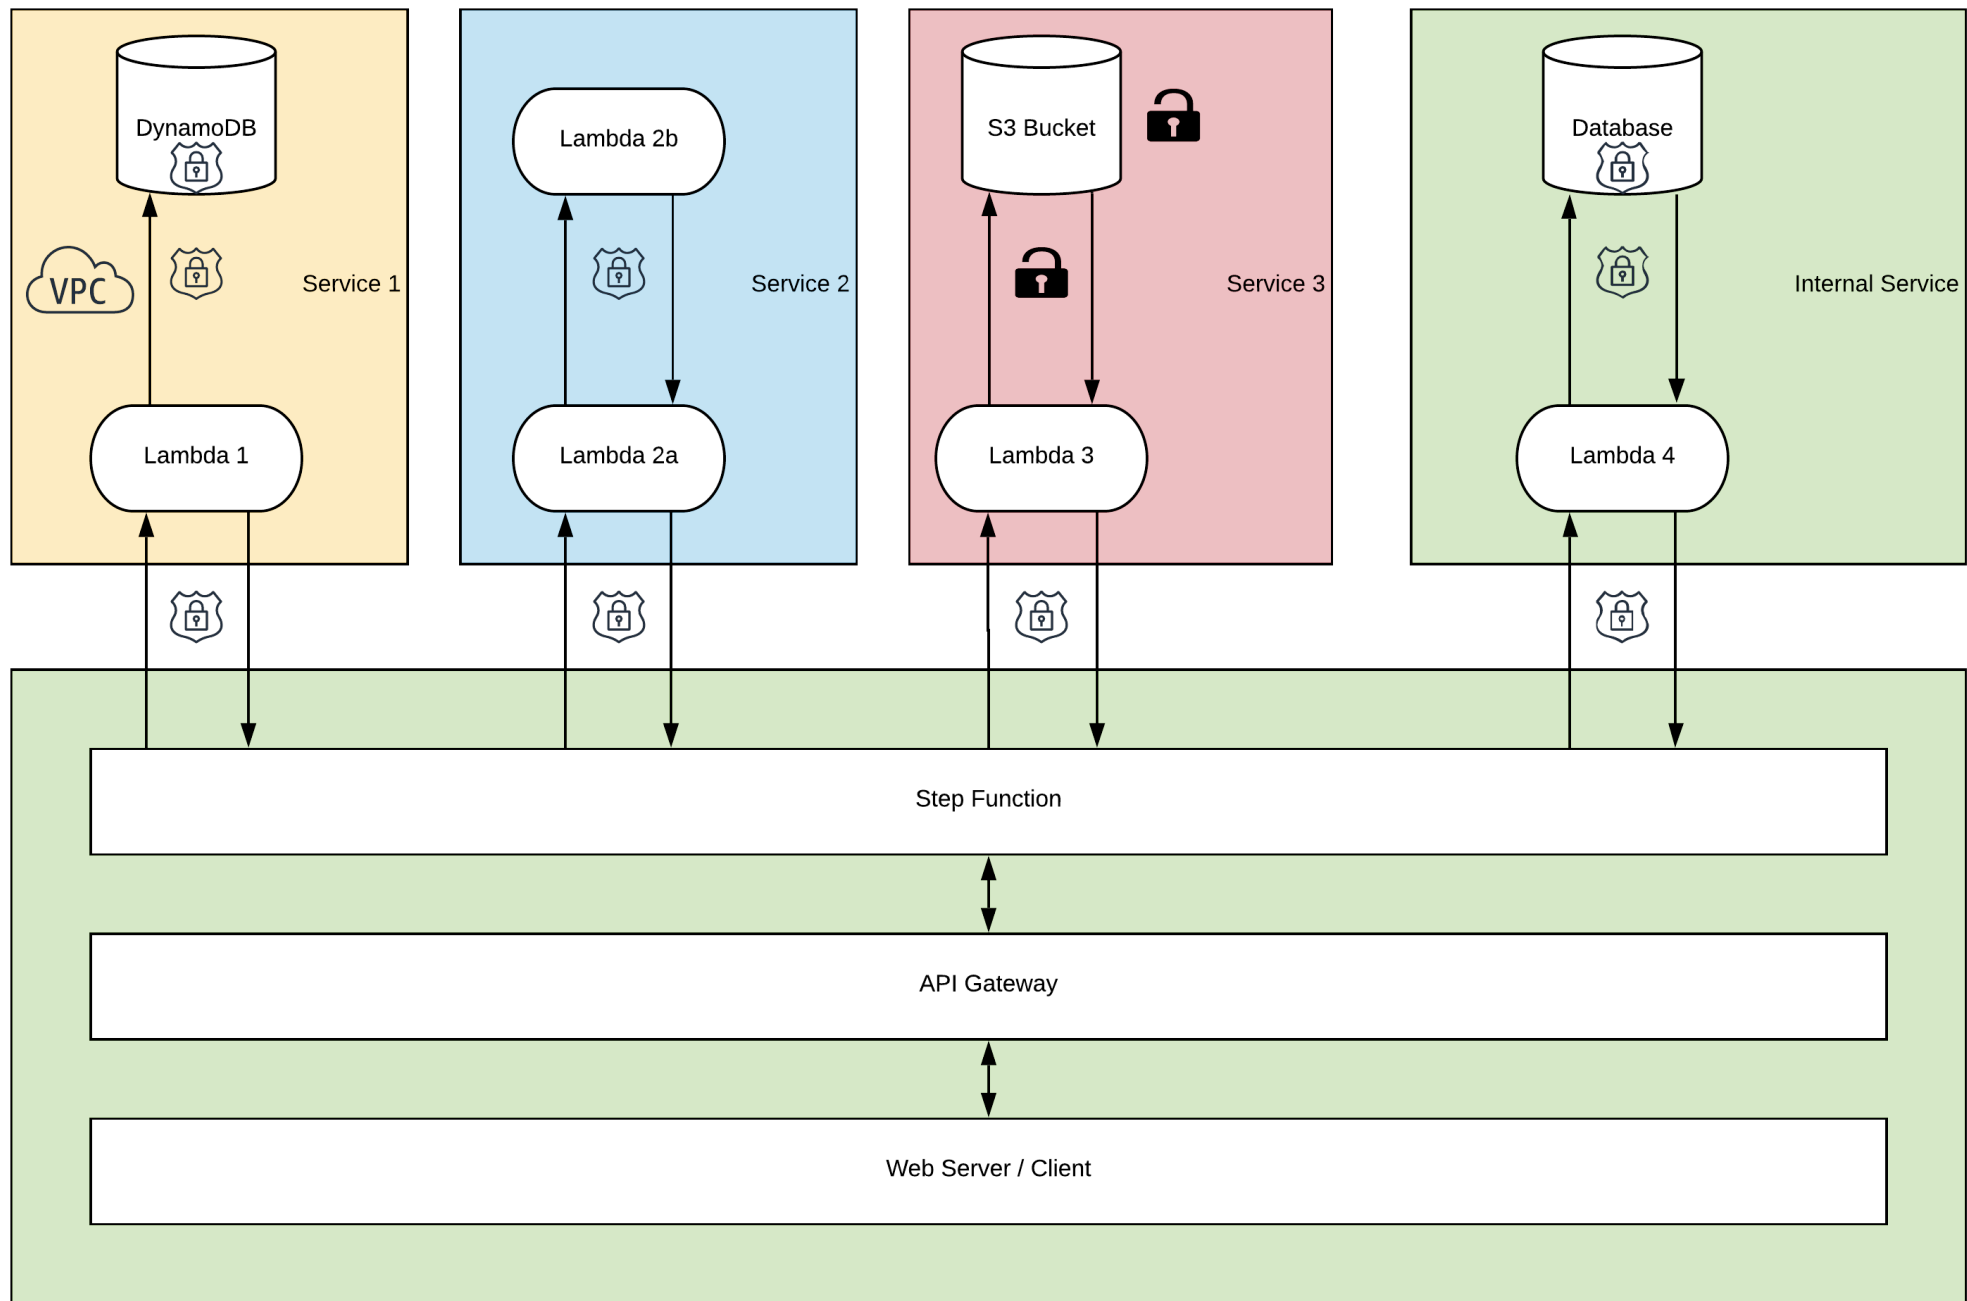 DynamoDB
VPC
Service 1
Lambda 1
Lambda 2b
Service 2
Lambda 2a
S3 Bucket
Service 3
Lambda 3
Database
Internal Service
Lambda 4
Step Function
API Gateway
Web Server / Client